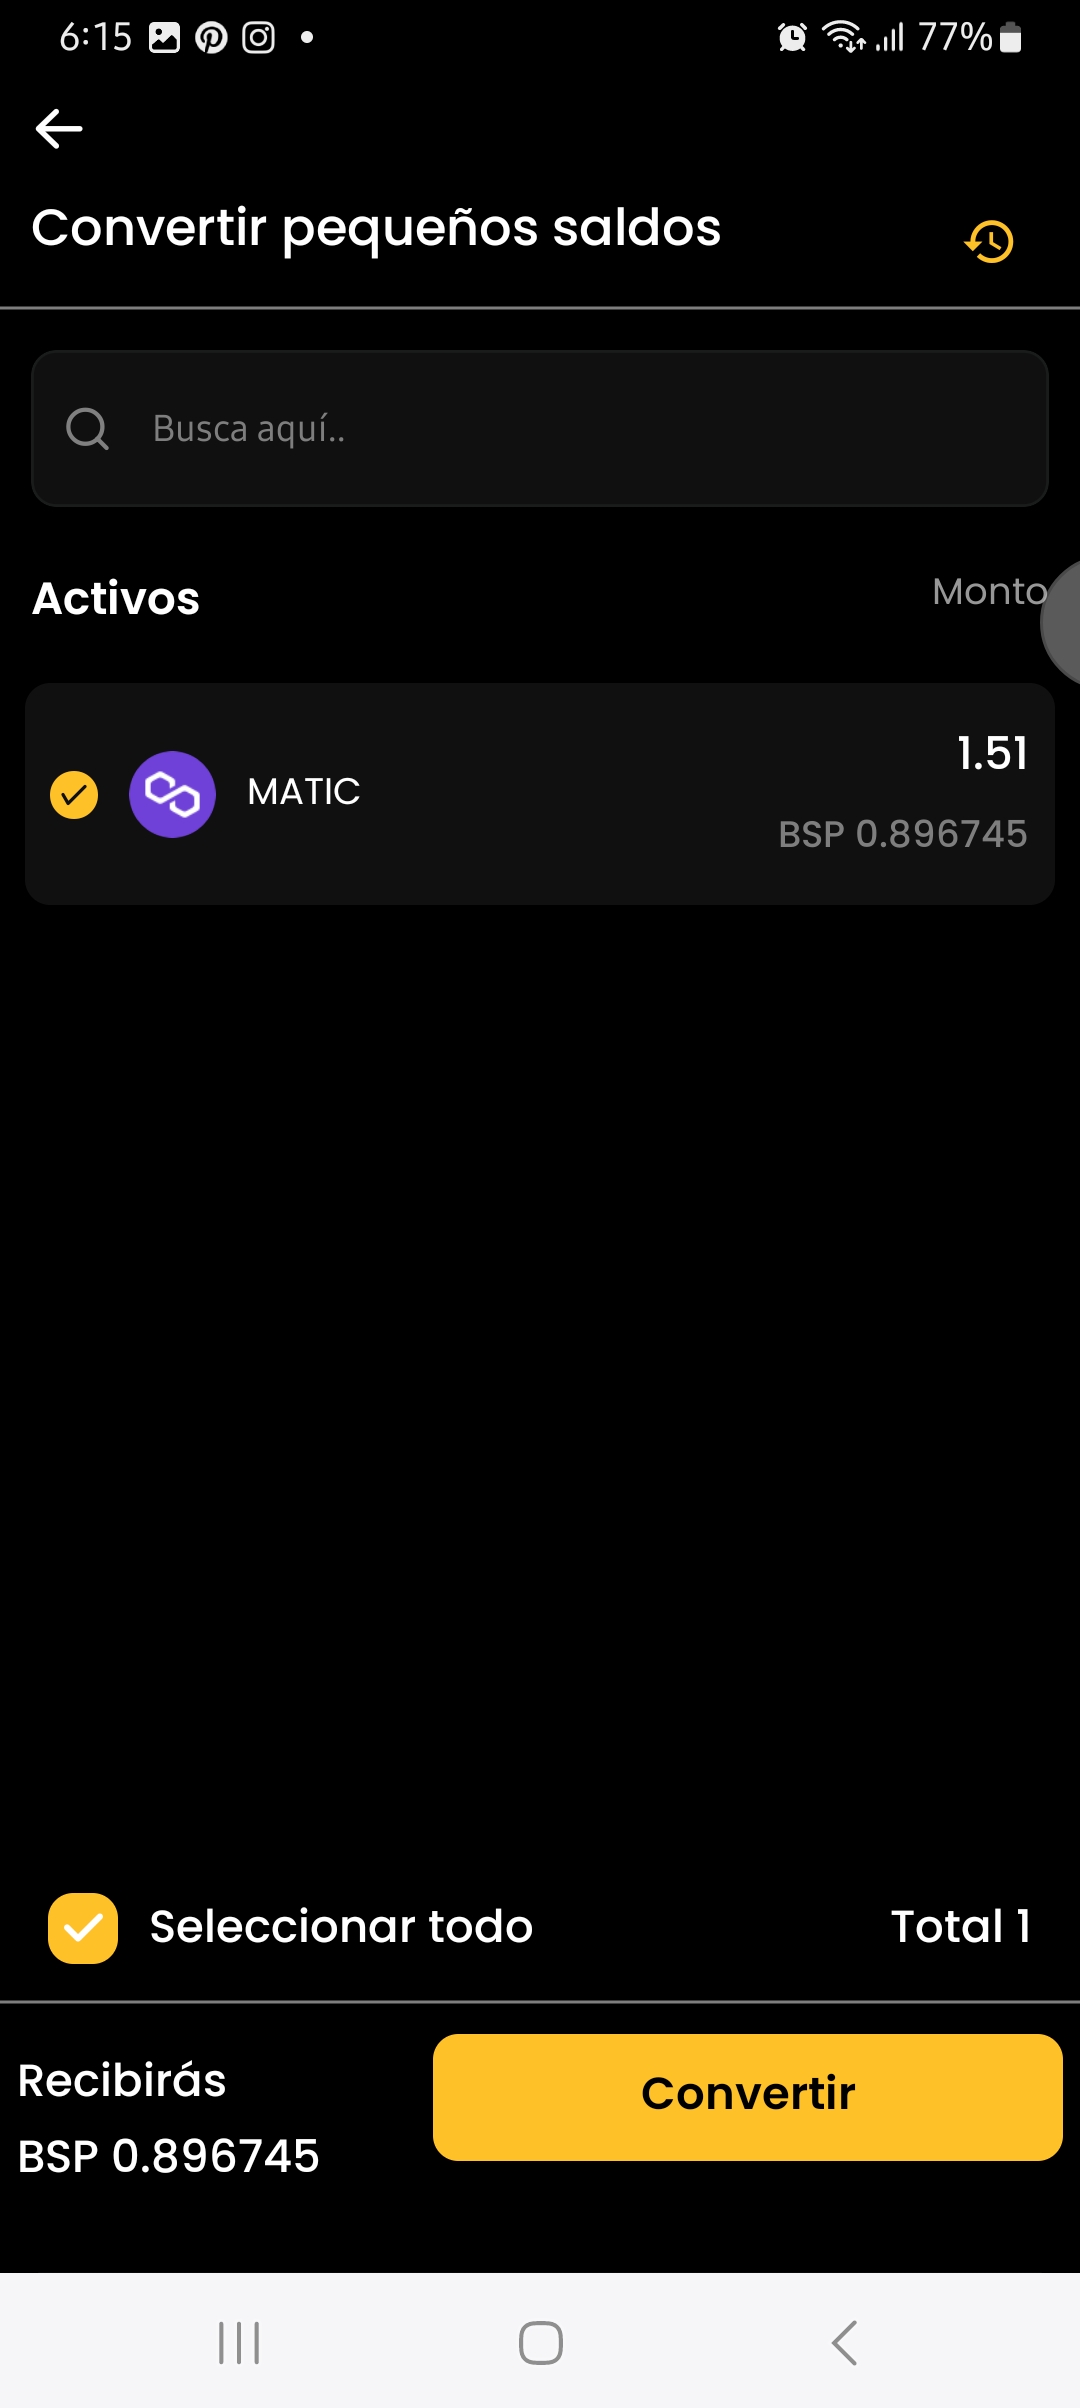 6:15
77%
Convertir pequeños saldos
Busca aquí..
Activos
Monto
MATIC
1.51
BSP 0.896745
Seleccionar todo
Total 1
Recibirás
BSP 0.896745
Convertir